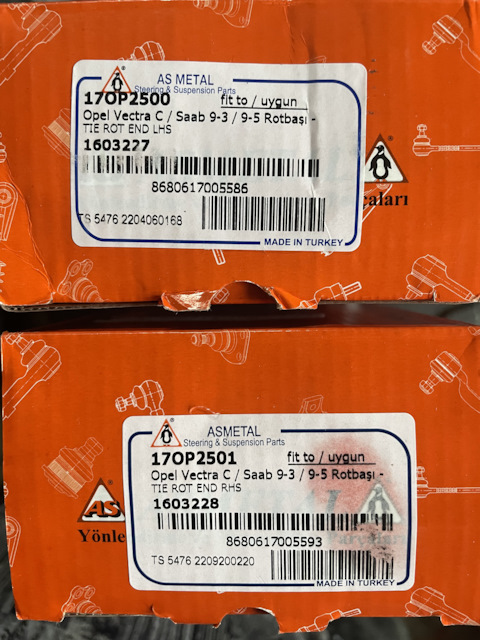 AS METAL
Steering & Suspension Parts
17OP2500 fit to / uygun
Opel Vectra C / Saab 9-3 / 9-5 Rotbaşı -
TIE ROT END LHS
1603227
8680617005586
TS 5476 2204060168
MADE IN TURKEY
çaları
ASMETAL
Steering & Suspension Parts
17OP2501 fit to / uygun
Opel Vectra C / Saab 9-3 / 9-5 Rotbaşı -
TIE ROT END RHS
1603228
8680617005593
TS 5476 2209200220
MADE IN TURKEY
AS
Yönle